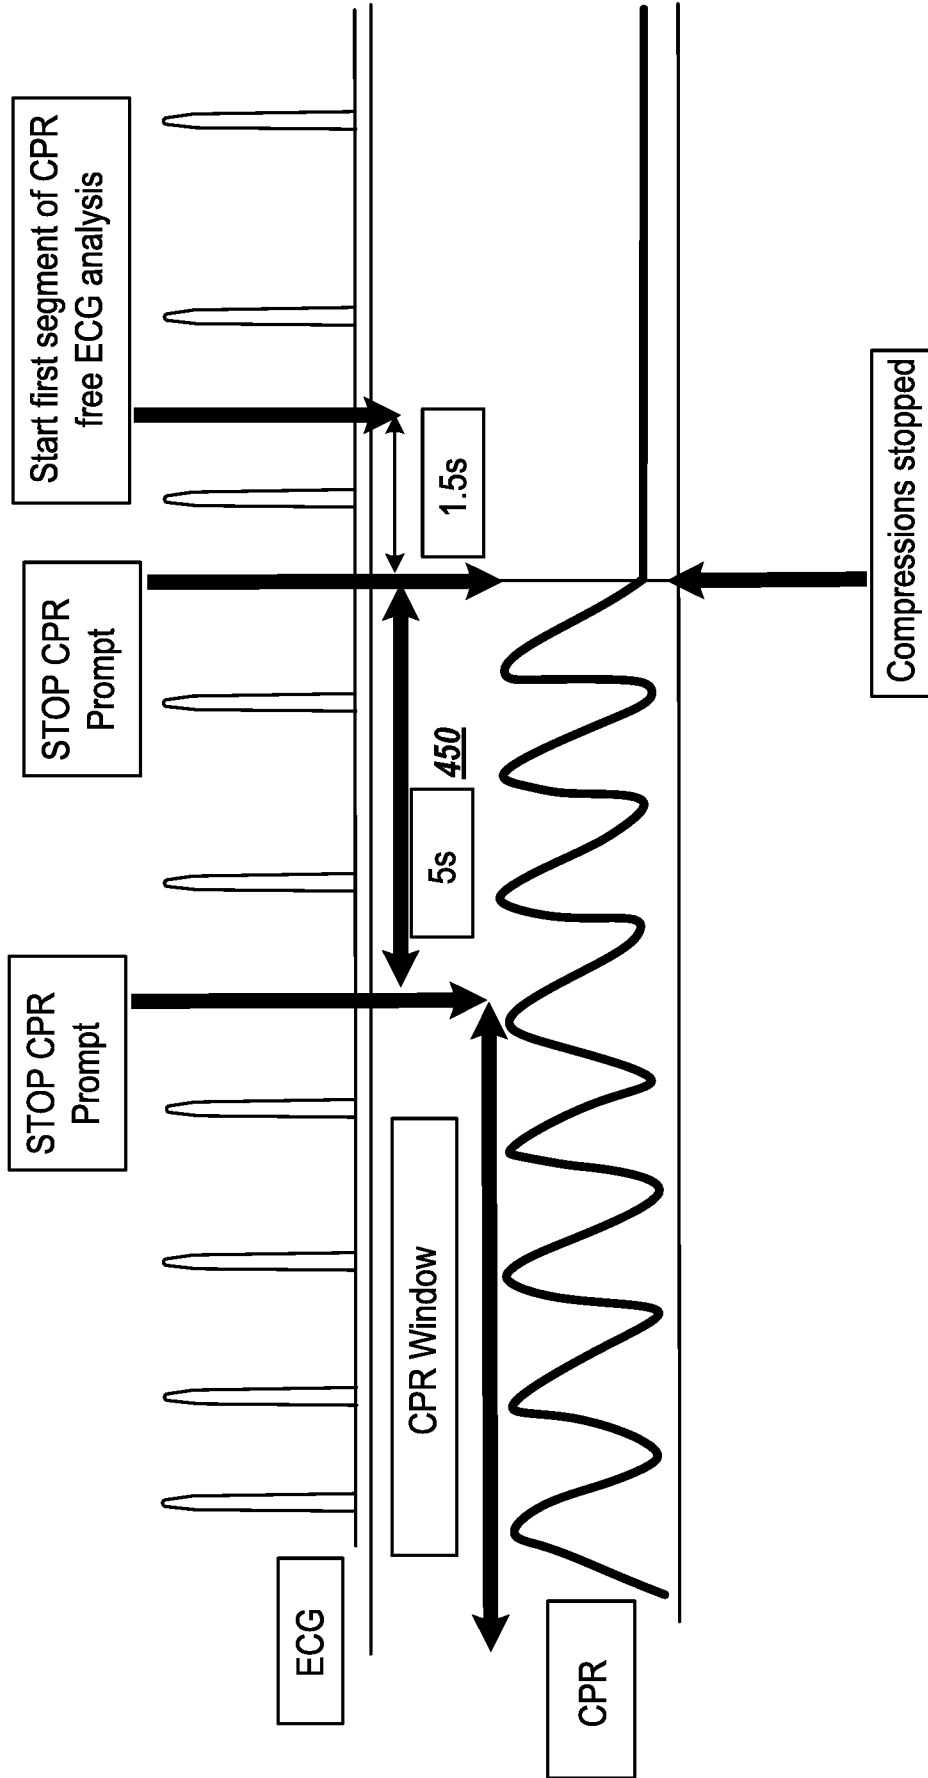 STOP CPR
Prompt
STOP CPR
Prompt
Start first segment of CPR
free ECG analysis
ECG
CPR Window
5s
450
1.5s
CPR
Compressions stopped